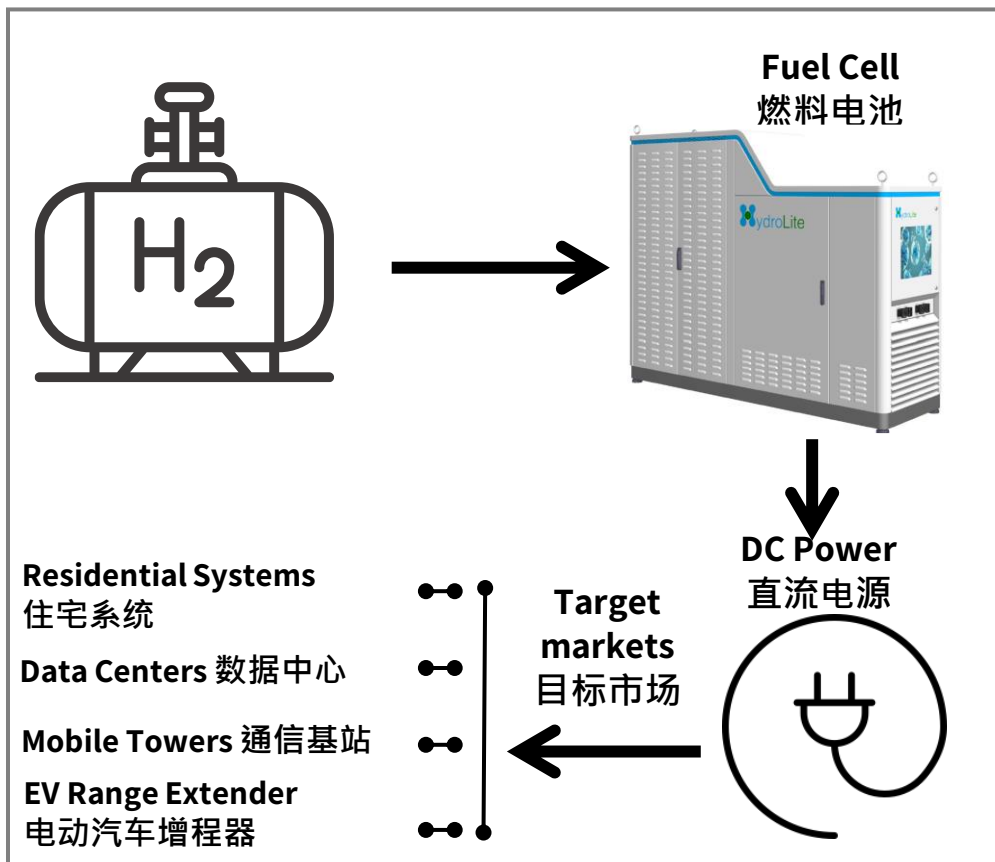 H2
Fuel Cell
燃料电池
HydroLite
HydroLite
DC Power
直流电源
Target
markets
目标市场
Residential Systems
住宅系统
Data Centers 数据中心
Mobile Towers 通信基站
EV Range Extender
电动汽车增程器